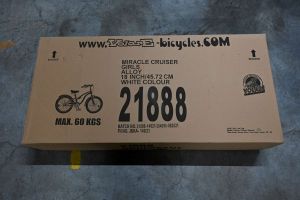 www. -bicycles.COM
MIRACLE CRUISER
GIRLS
ALLOY
18 INCH/45.72 CM
WHITE COLOUR
21888
MAX. 60 KGS